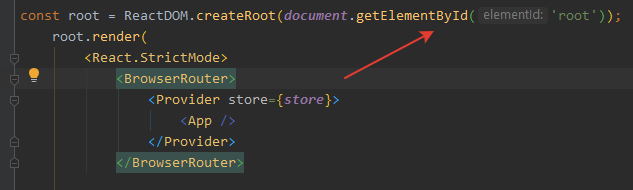 const root = ReactDOM.createRoot(document.getElementById( elementId: 'root'));
root.render(
<React.StrictMode>
<BrowserRouter>
<Provider store={store}>
<App />
</Provider>
</BrowserRouter>